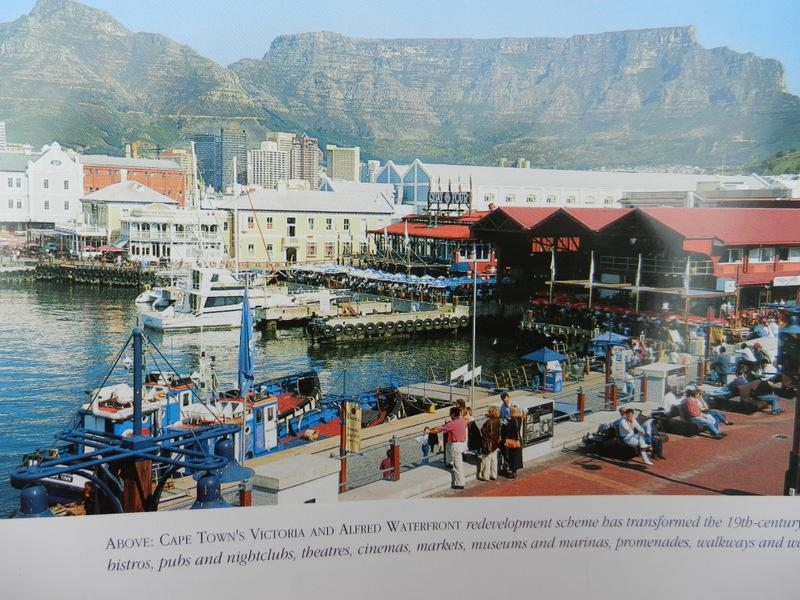 ABOVE: CAPE TOWN'S VICTORIA AND ALFRED WATERFRONT redevelopment scheme has transformed the 19th-century
bistros, pubs and nightclubs, theatres, cinemas, markets, museums and marinas, promenades, walkways and